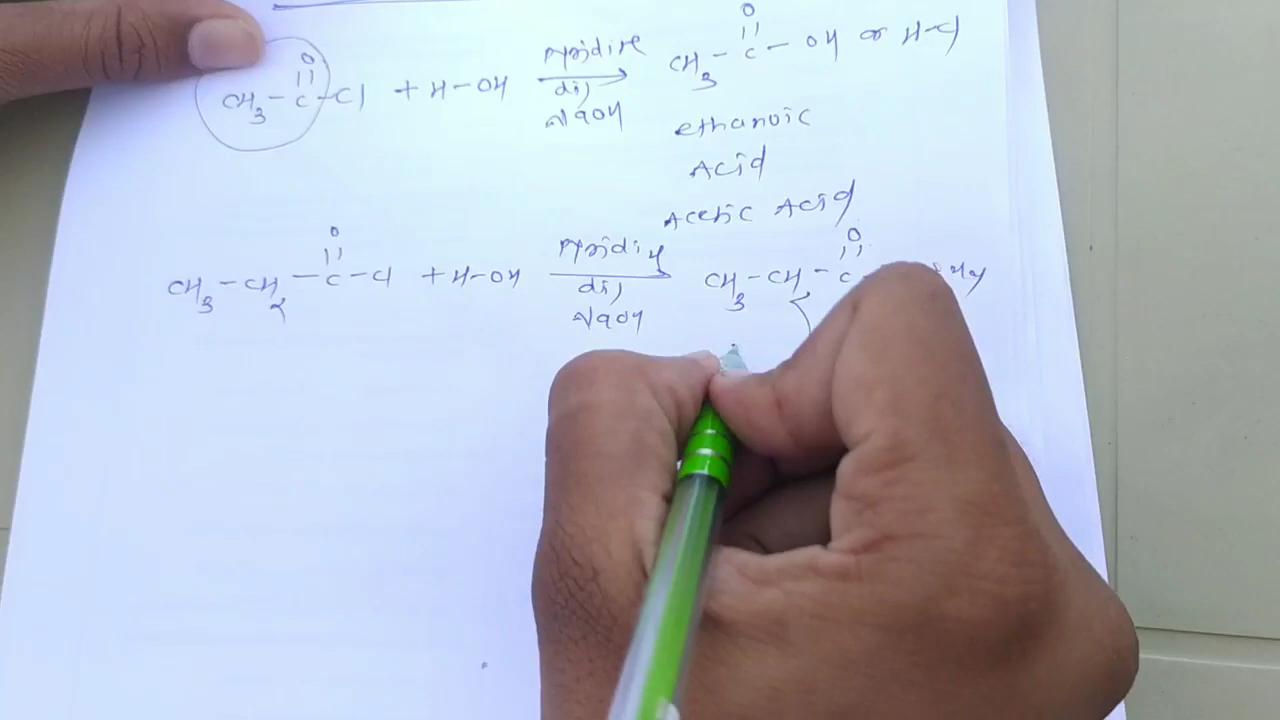 O O
CH3 - C - Cl + H - OH Pyridine CH3 - C - OH or H-Cl
dil
NaOH
ethanoic
Acid
Acetic Acid
O O
CH3 - CH2 - C - Cl + H - OH Pyridine CH3 - CH2 - C
dil
NaOH